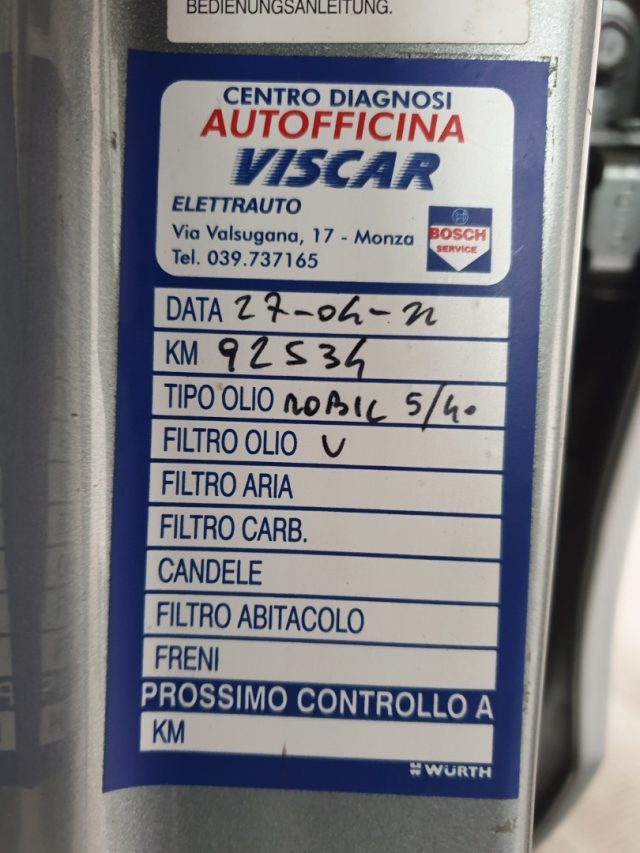 BEDIENUNGSANLEITUNG.
CENTRO DIAGNOSI
AUTOFFICINA
VISCAR
ELETTRAUTO
Via Valsugana, 17 - Monza
Tel. 039.737165
BOSCH
SERVICE
DATA 27-04-22
KM 92534
TIPO OLIO MOBIL 5/40
FILTRO OLIO V
FILTRO ARIA
FILTRO CARB.
CANDELE
FILTRO ABITACOLO
FRENI
PROSSIMO CONTROLLO A
KM
WÜRTH